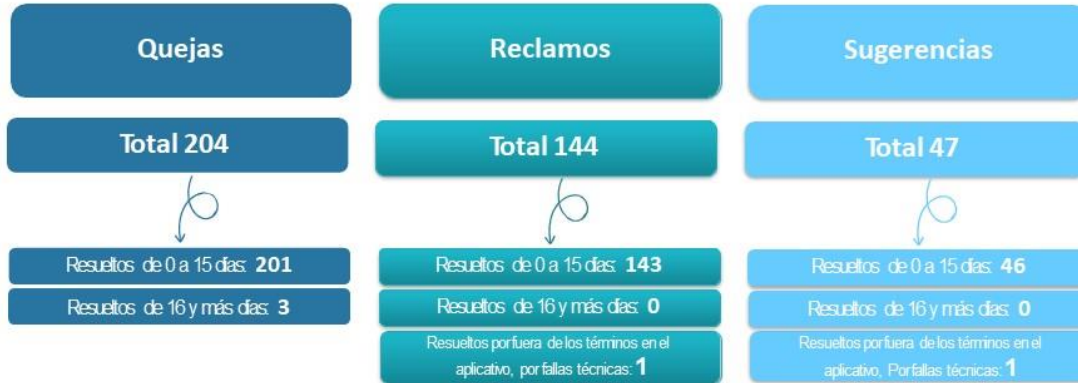 Quejas
Total 204
Resueltos de 0 a 15 días: 201
Resueltos de 16 y más días: 3
Reclamos
Total 144
Resueltos de 0 a 15 días: 143
Resueltos de 16 y más días: 0
Resueltos por fuera de los términos en el
aplicativo, por fallas técnicas: 1
Sugerencias
Total 47
Resueltos de 0 a 15 días: 46
Resueltos de 16 y más días: 0
Resueltos por fuera de los términos en el
aplicativo, Por fallas técnicas: 1